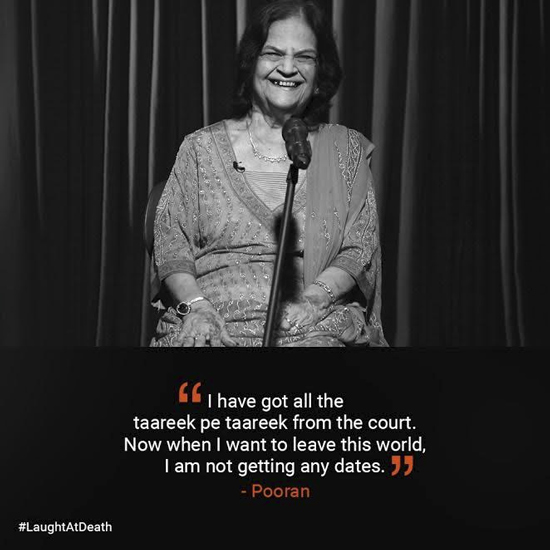 “ I have got all the
taareek pe taareek from the court.
Now when I want to leave this world,
I am not getting any dates. ”
- Pooran
#LaughtAtDeath